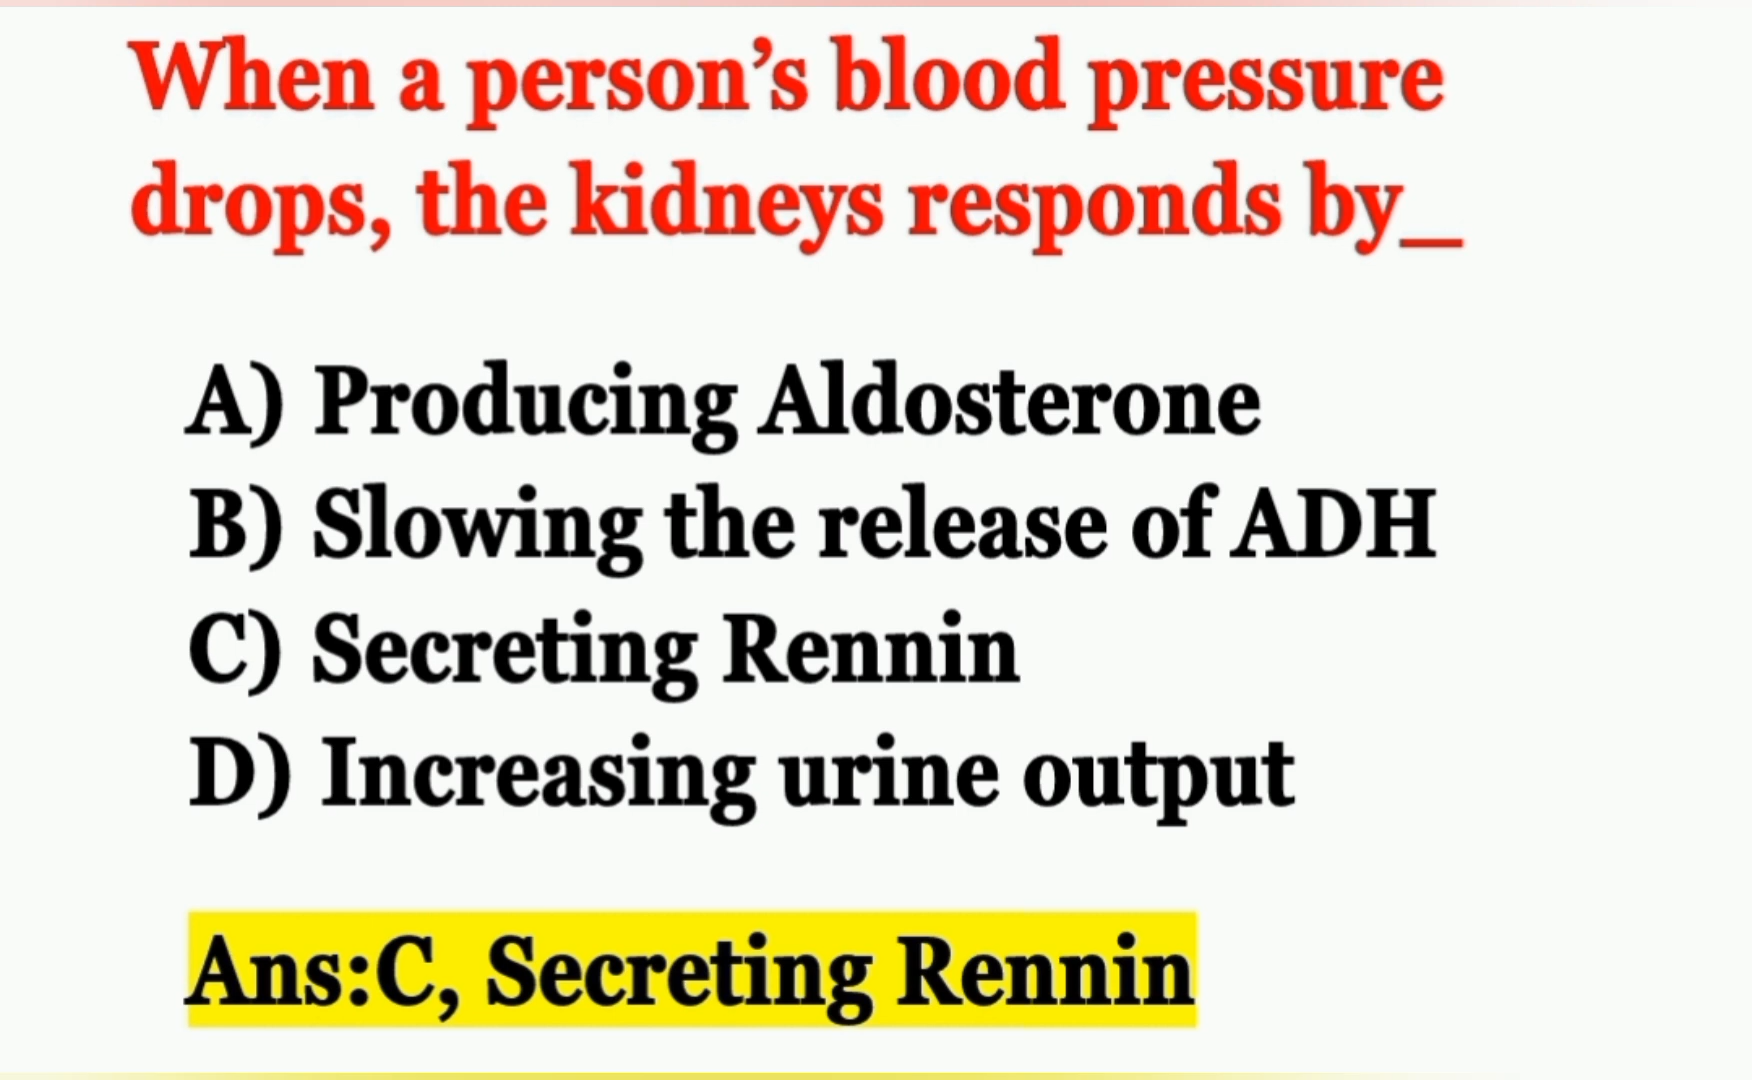 When a person’s blood pressure
drops, the kidneys responds by_
A) Producing Aldosterone
B) Slowing the release of ADH
C) Secreting Rennin
D) Increasing urine output
Ans:C, Secreting Rennin